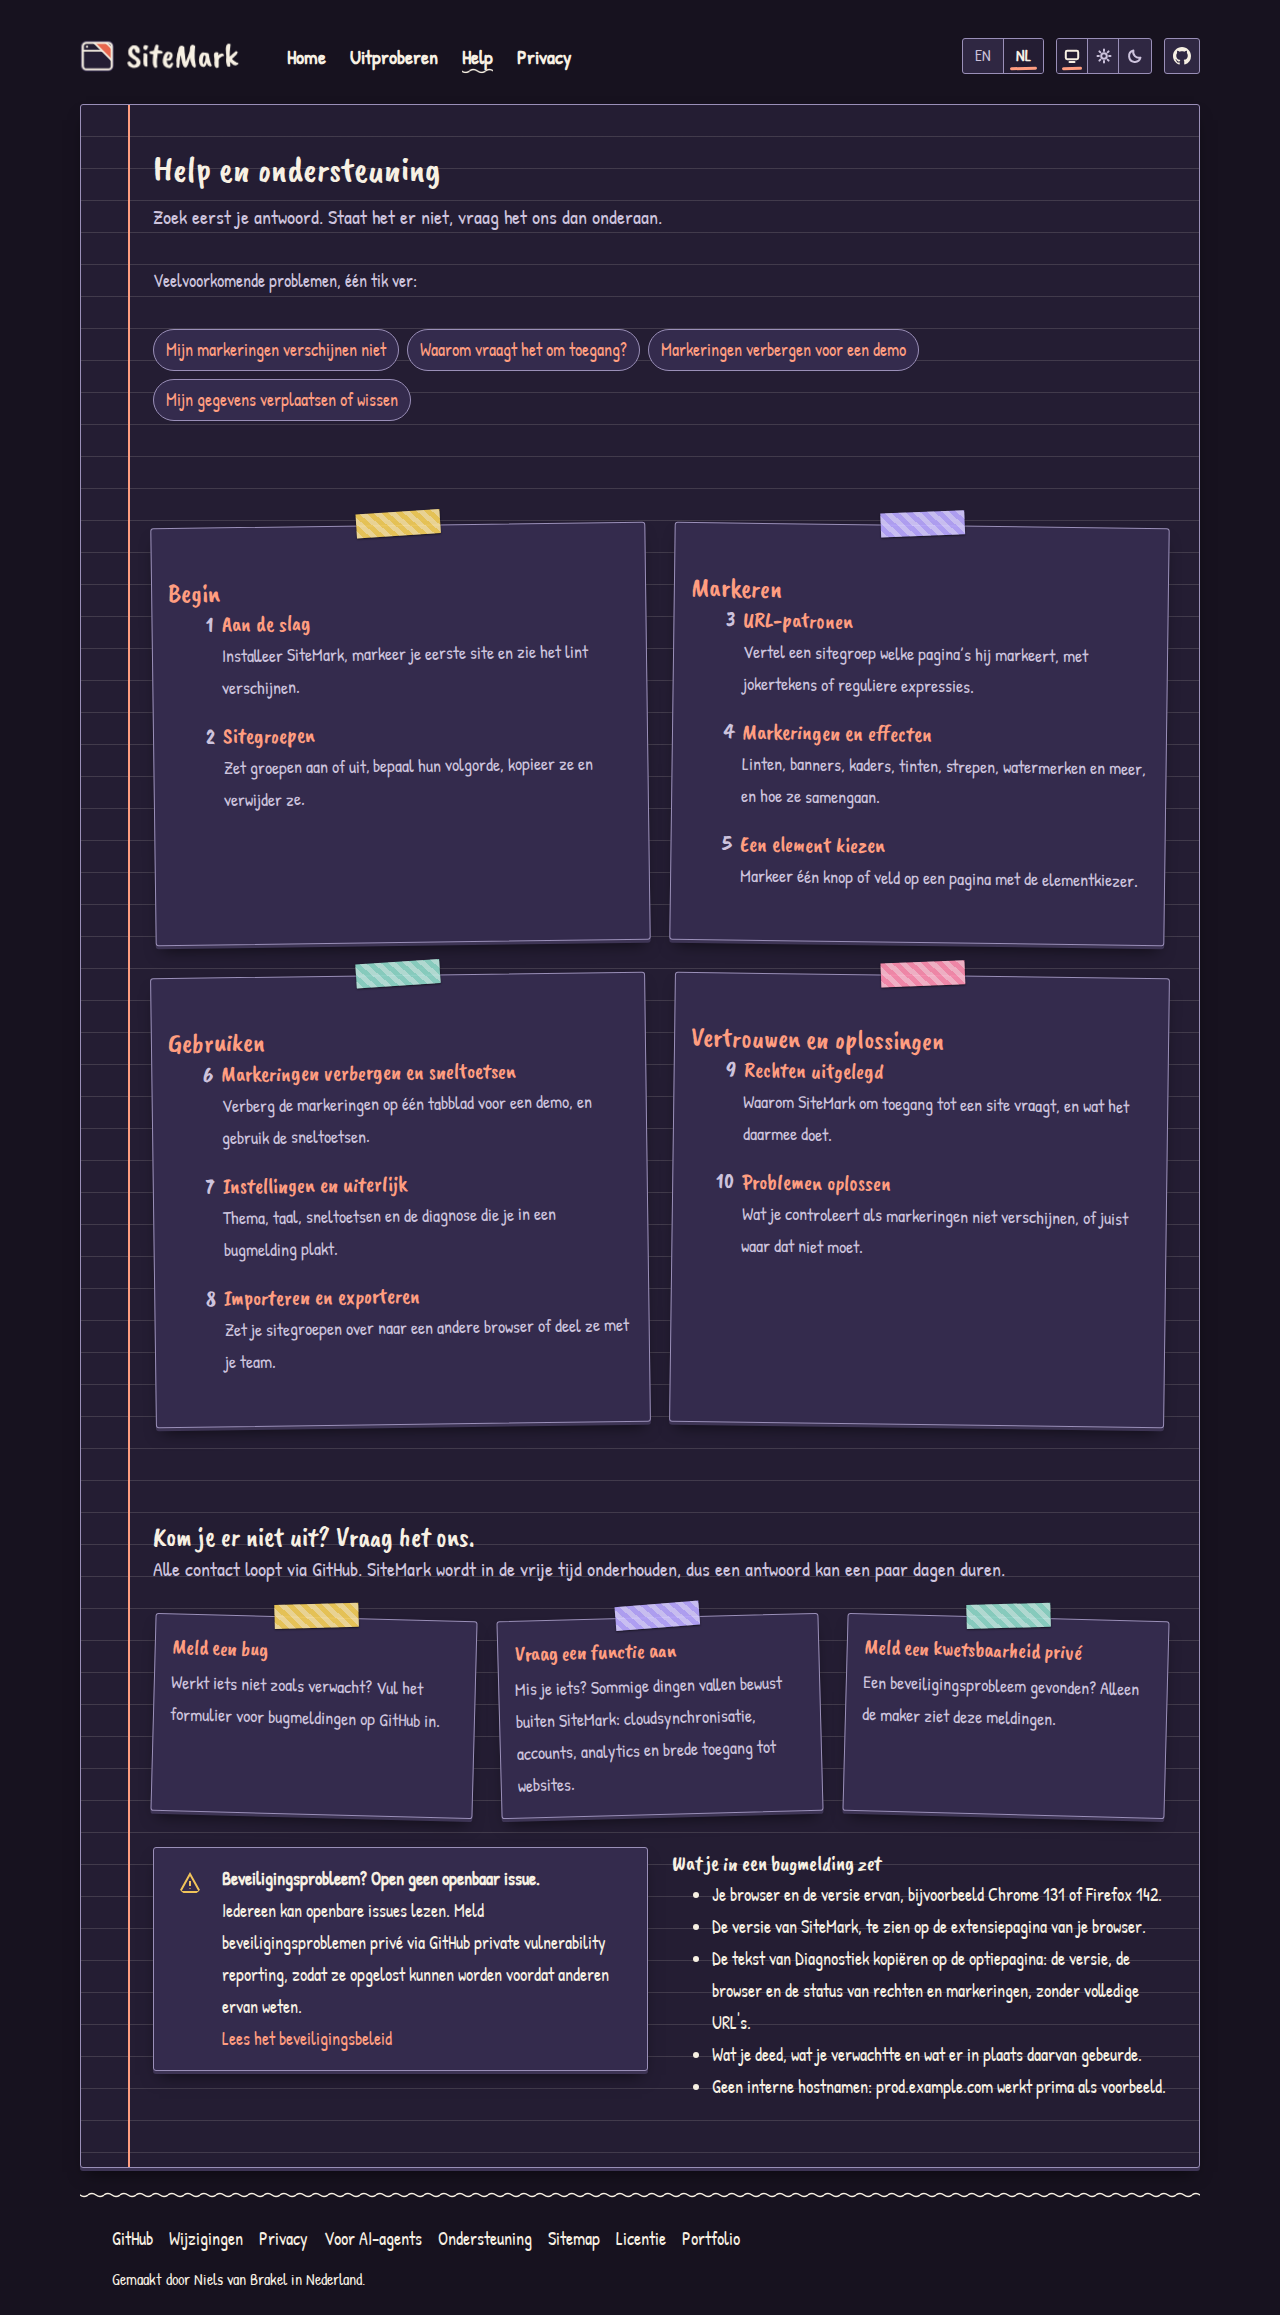 SiteMark
Home Uitproberen Help Privacy
EN NL
Help en ondersteuning
Zoek eerst je antwoord. Staat het er niet, vraag het ons dan onderaan.
Veelvoorkomende problemen, één tik ver:
Mijn markeringen verschijnen niet
Waarom vraagt het om toegang?
Markeringen verbergen voor een demo
Mijn gegevens verplaatsen of wissen
Begin
1 Aan de slag
Installeer SiteMark, markeer je eerste site en zie het lint
verschijnen.
2 Sitegroepen
Zet groepen aan of uit, bepaal hun volgorde, kopieer ze en
verwijder ze.
Markeren
3 URL-patronen
Vertel een sitegroep welke pagina's hij markeert, met
jokertekens of reguliere expressies.
4 Markeringen en effecten
Linten, banners, kaders, tinten, strepen, watermerken en meer,
en hoe ze samengaan.
5 Een element kiezen
Markeer één knop of veld op een pagina met de elementkiezer.
Gebruiken
6 Markeringen verbergen en sneltoetsen
Verberg de markeringen op één tabblad voor een demo, en
gebruik de sneltoetsen.
7 Instellingen en uiterlijk
Thema, taal, sneltoetsen en de diagnose die je in een
bugmelding plakt.
8 Importeren en exporteren
Zet je sitegroepen over naar een andere browser of deel ze met
je team.
Vertrouwen en oplossingen
9 Rechten uitgelegd
Waarom SiteMark om toegang tot een site vraagt, en wat het
daarmee doet.
10 Problemen oplossen
Wat je controleert als markeringen niet verschijnen, of juist
waar dat niet moet.
Kom je er niet uit? Vraag het ons.
Alle contact loopt via GitHub. SiteMark wordt in de vrije tijd onderhouden, dus een antwoord kan een paar dagen duren.
Meld een bug
Werkt iets niet zoals verwacht? Vul het
formulier voor bugmeldingen op GitHub in.
Vraag een functie aan
Mis je iets? Sommige dingen vallen bewust
buiten SiteMark: cloudsynchronisatie,
accounts, analytics en brede toegang tot
websites.
Meld een kwetsbaarheid privé
Een beveiligingsprobleem gevonden? Alleen
de maker ziet deze meldingen.
Beveiligingsprobleem? Open geen openbaar issue.
Iedereen kan openbare issues lezen. Meld
beveiligingsproblemen privé via GitHub private vulnerability
reporting, zodat ze opgelost kunnen worden voordat anderen
ervan weten.
Lees het beveiligingsbeleid
Wat je in een bugmelding zet
Je browser en de versie ervan, bijvoorbeeld Chrome 131 of Firefox 142.
De versie van SiteMark, te zien op de extensiepagina van je browser.
De tekst van Diagnostiek kopiëren op de optiepagina: de versie, de
browser en de status van rechten en markeringen, zonder volledige
URL's.
Wat je deed, wat je verwachtte en wat er in plaats daarvan gebeurde.
Geen interne hostnamen: prod.example.com werkt prima als voorbeeld.
GitHub Wijzigingen Privacy Voor AI-agents Ondersteuning Sitemap Licentie Portfolio
Gemaakt door Niels van Brakel in Nederland.